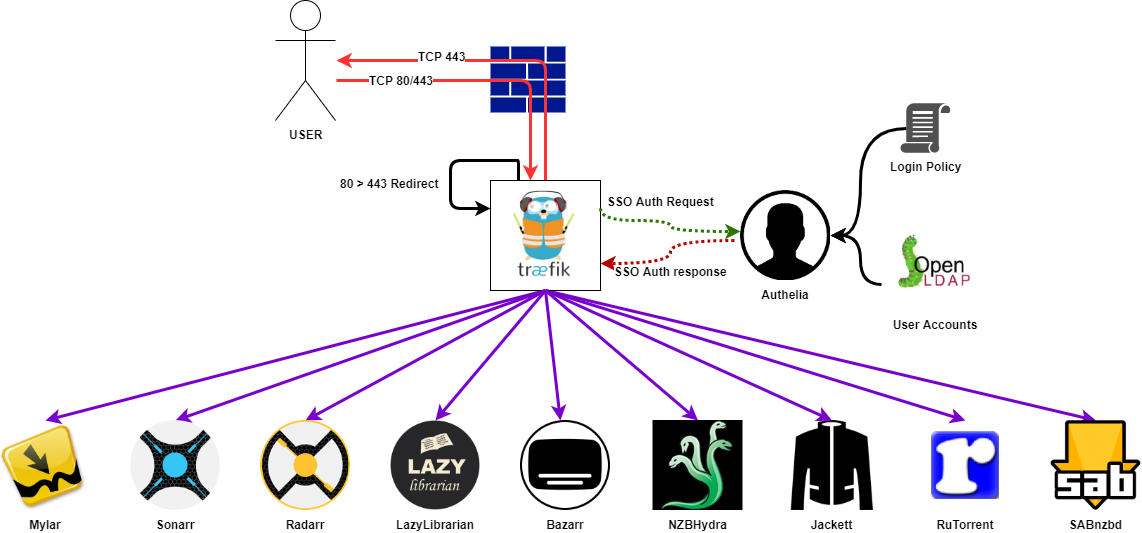 TCP 443
TCP 80/443
USER
Login Policy
80 > 443 Redirect
SSO Auth Request
træfik
SSO Auth response
Authelia
Open
LDAP
User Accounts
LAZY
librarian
r
sab
Mylar
Sonarr
Radarr
LazyLibrarian
Bazarr
NZBHydra
Jackett
RuTorrent
SABnzbd